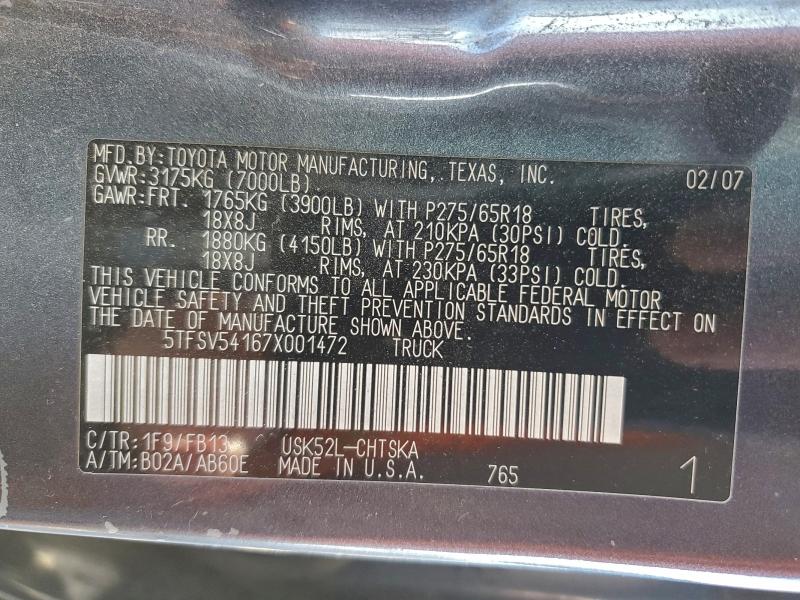 MFD.BY:TOYOTA MOTOR MANUFACTURING, TEXAS, INC. 02/07
GVWR:3175KG (7000LB)
GAWR:FRT. 1765KG (3900LB) WITH P275/65R18 TIRES,
18X8J RIMS, AT 210KPA (30PSI) COLD.
RR. 1880KG (4150LB) WITH P275/65R18 TIRES,
18X8J RIMS, AT 230KPA (33PSI) COLD.
THIS VEHICLE CONFORMS TO ALL APPLICABLE FEDERAL MOTOR
VEHICLE SAFETY AND THEFT PREVENTION STANDARDS IN EFFECT ON
THE DATE OF MANUFACTURE SHOWN ABOVE.
5TFSV54167X001472 TRUCK
C/TR:1F9/FB13 USK52L-CHTSKA
A/TM:B02A/AB60E MADE IN U.S.A. 765 1